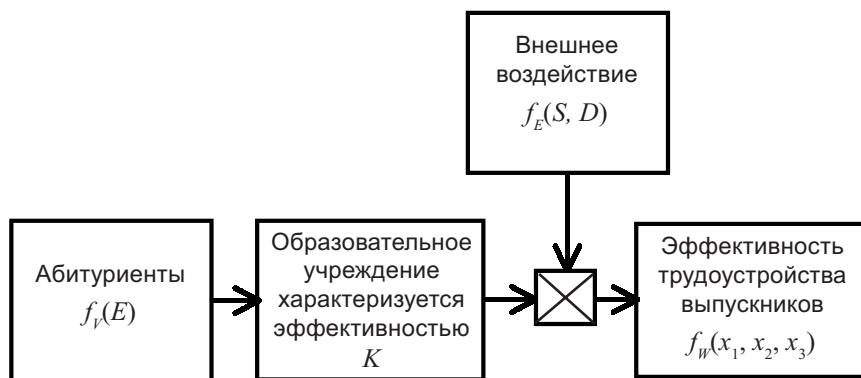 Внешнее
воздействие
f_E(S, D)
Абитуриенты
f_V(E)
Образовательное
учреждение
характеризуется
эффективностью
K
Эффективность
трудоустройства
выпускников
f_W(x_1, x_2, x_3)